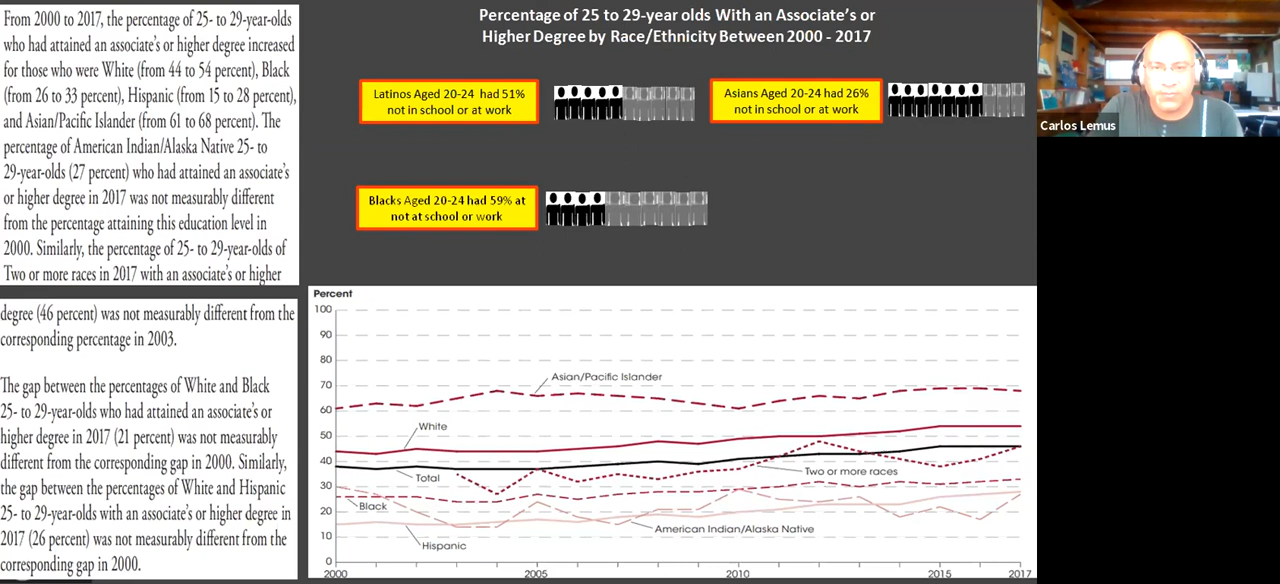 From 2000 to 2017, the percentage of 25- to 29-year-olds
who had attained an associate's or higher degree increased
for those who were White (from 44 to 54 percent), Black
(from 26 to 33 percent), Hispanic (from 15 to 28 percent),
and Asian/Pacific Islander (from 61 to 68 percent). The
percentage of American Indian/Alaska Native 25- to
29-year-olds (27 percent) who had attained an associate's
or higher degree in 2017 was not measurably different
from the percentage attaining this education level in
2000. Similarly, the percentage of 25- to 29-year-olds of
Two or more races in 2017 with an associate's or higher
degree (46 percent) was not measurably different from the
corresponding percentage in 2003.
The gap between the percentages of White and Black
25- to 29-year-olds who had attained an associate's or
higher degree in 2017 (21 percent) was not measurably
different from the corresponding gap in 2000. Similarly,
the gap between the percentages of White and Hispanic
25- to 29-year-olds with an associate's or higher degree in
2017 (26 percent) was not measurably different from the
corresponding gap in 2000.
Percentage of 25 to 29-year olds With an Associate's or
Higher Degree by Race/Ethnicity Between 2000 - 2017
Latinos Aged 20-24 had 51%
not in school or at work
Asians Aged 20-24 had 26%
not in school or at work
Blacks Aged 20-24 had 59% at
not at school or work
Percent
100
90
80
70
60
50
40
30
20
10
0
Asian/Pacific Islander
White
Total
Two or more races
Black
American Indian/Alaska Native
Hispanic
2000
2005
2010
2015
2017
Carlos Lemus